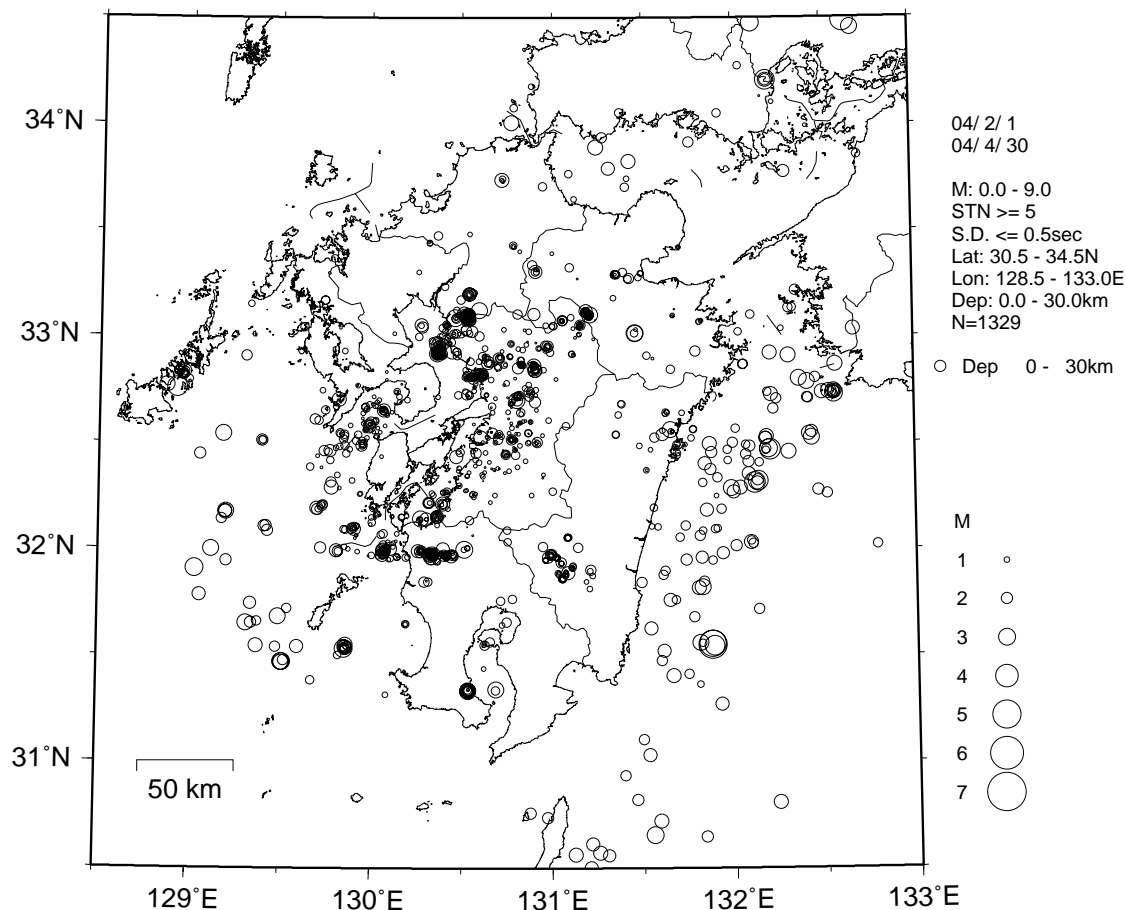 34°N
33°N
32°N
31°N
50 km
129°E
130°E
131°E
132°E
133°E
04/ 2/ 1
04/ 4/ 30
M: 0.0 - 9.0
STN >= 5
S.D. <= 0.5sec
Lat: 30.5 - 34.5N
Lon: 128.5 - 133.0E
Dep: 0.0 - 30.0km
N=1329
Dep 0 - 30km
M
1
2
3
4
5
6
7